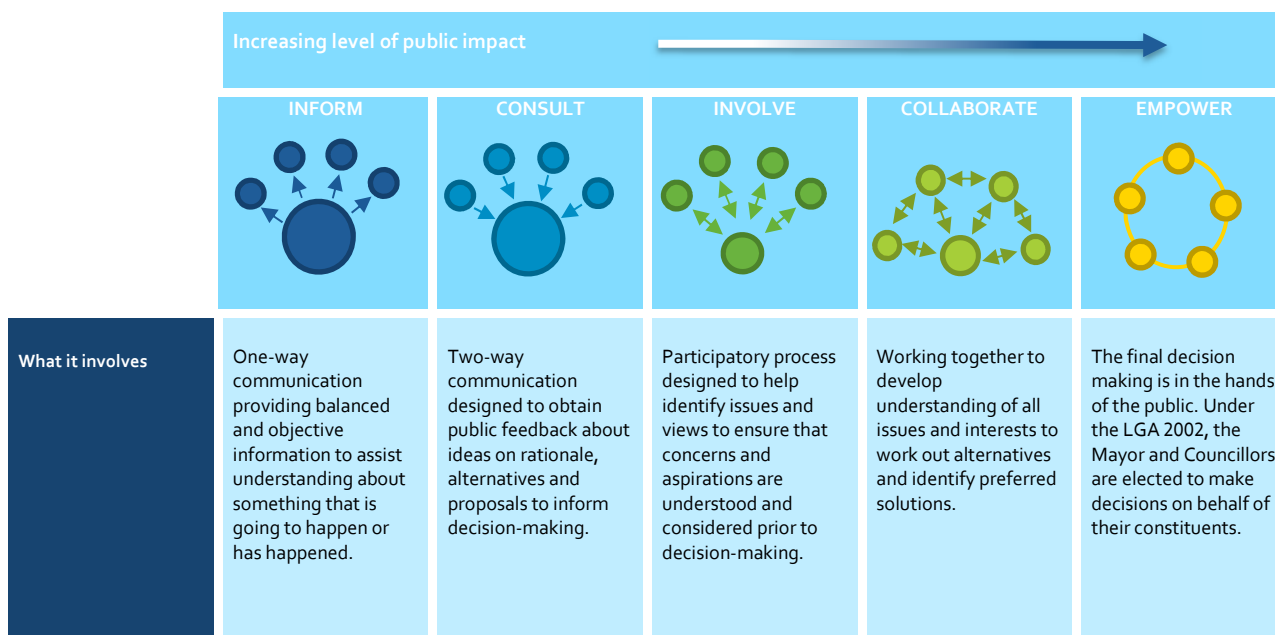 Increasing level of public impact
INFORM
CONSULT
INVOLVE
COLLABORATE
EMPOWER
What it involves
One-way
communication
providing balanced
and objective
information to assist
understanding about
something that is
going to happen or
has happened.
Two-way
communication
designed to obtain
public feedback about
ideas on rationale,
alternatives and
proposals to inform
decision-making.
Participatory process
designed to help
identify issues and
views to ensure that
concerns and
aspirations are
understood and
considered prior to
decision-making.
Working together to
develop
understanding of all
issues and interests to
work out alternatives
and identify preferred
solutions.
The final decision
making is in the hands
of the public. Under
the LGA 2002, the
Mayor and Councillors
are elected to make
decisions on behalf of
their constituents.